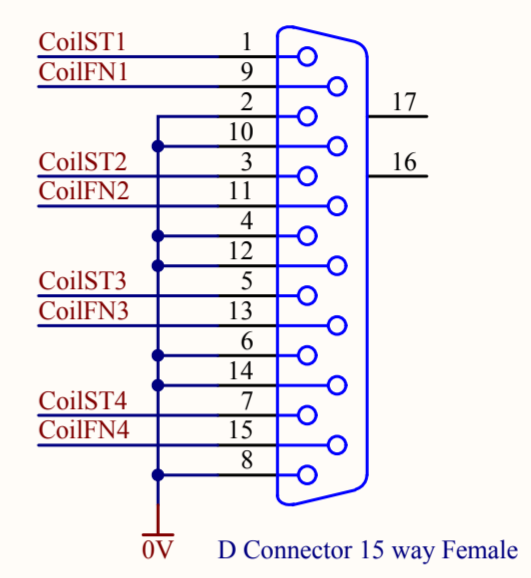 CoilST1 1
CoilFN1 9
2 17
10
CoilST2 3 16
CoilFN2 11
4
12
CoilST3 5
CoilFN3 13
6
14
CoilST4 7
CoilFN4 15
8
0V D Connector 15 way Female